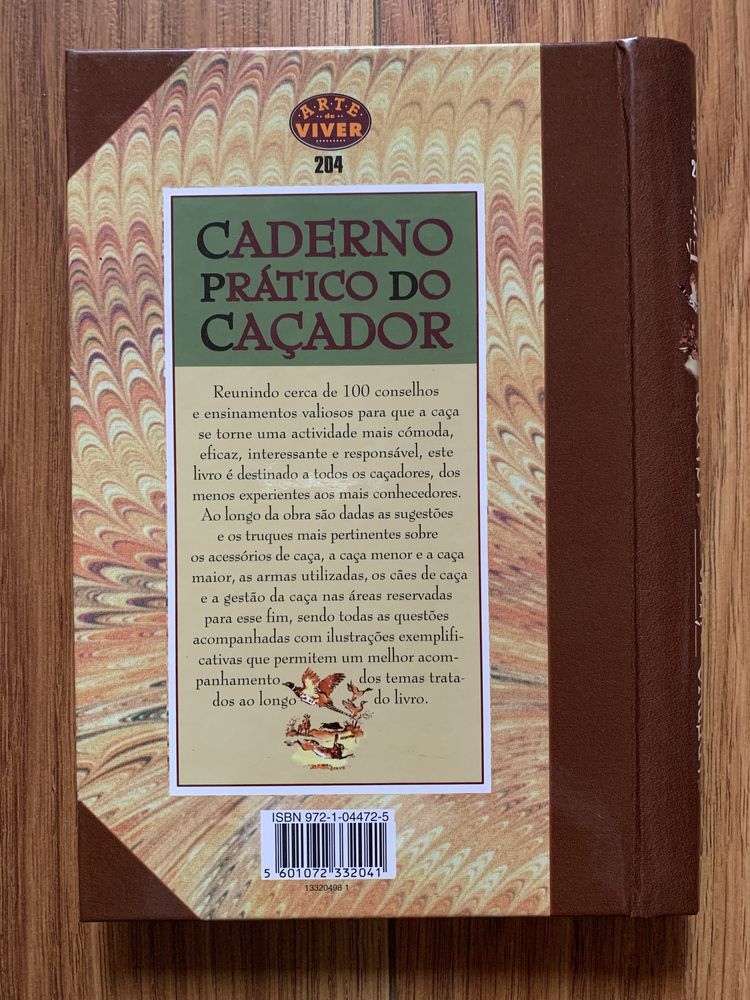 ARTE
de
VIVER
204
CADERNO
PRÁTICO DO
CAÇADOR
Reunindo cerca de 100 conselhos
e ensinamentos valiosos para que a caça
se torne uma actividade mais cómoda,
eficaz, interessante e responsável, este
livro é destinado a todos os caçadores, dos
menos experientes aos mais conhecedores.
Ao longo da obra são dadas as sugestões
e os truques mais pertinentes sobre
os acessórios de caça, a caça menor e a caça
maior, as armas utilizadas, os cães de caça
e a gestão da caça nas áreas reservadas
para esse fim, sendo todas as questões
acompanhadas com ilustrações exemplifi-
cativas que permitem um melhor acom-
panhamento dos temas trata-
dos ao longo do livro.
ISBN 972-1-04472-5
5 601072 332041
13320498 1